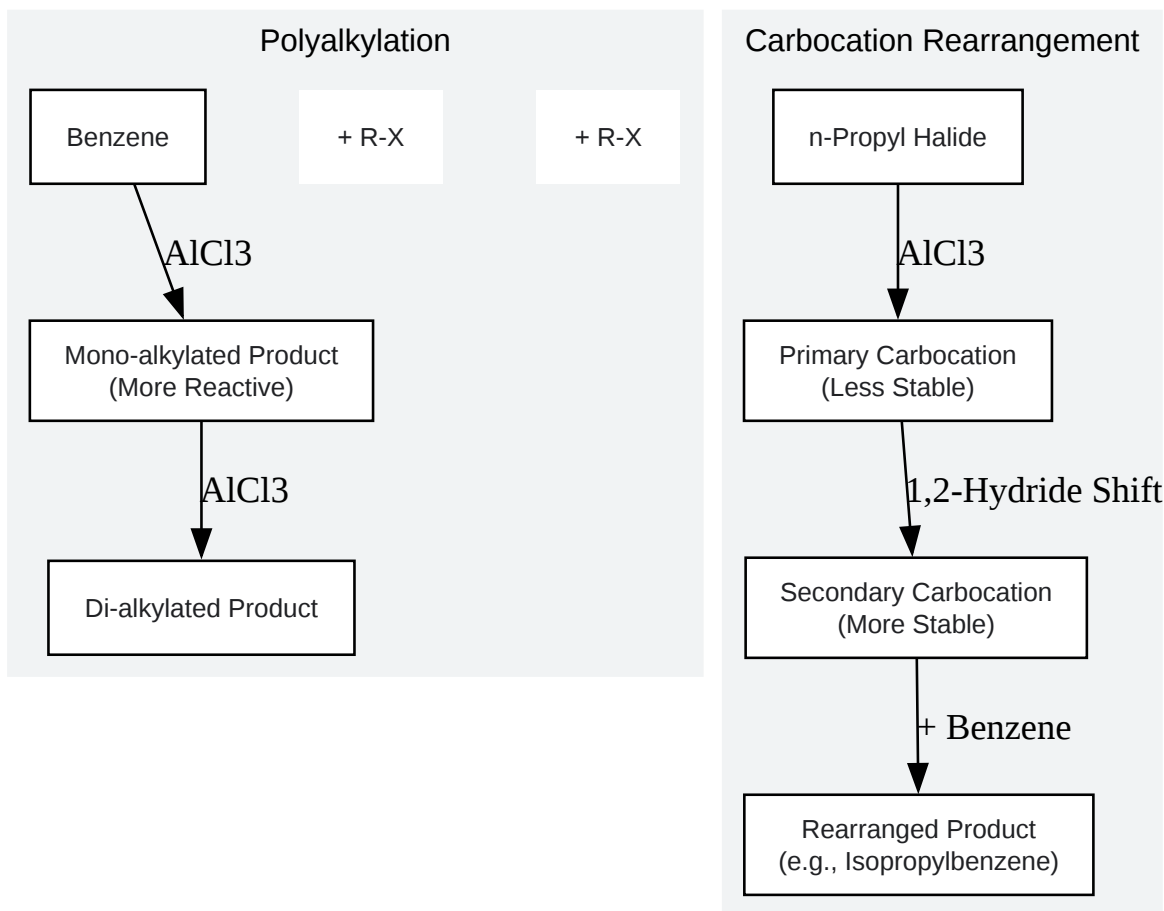 Polyalkylation
Benzene
+ R-X
+ R-X
AlCl3
Mono-alkylated Product
(More Reactive)
AlCl3
Di-alkylated Product
Carbocation Rearrangement
n-Propyl Halide
AlCl3
Primary Carbocation
(Less Stable)
1,2-Hydride Shift
Secondary Carbocation
(More Stable)
+ Benzene
Rearranged Product
(e.g., Isopropylbenzene)